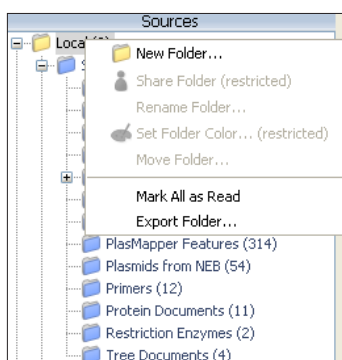 Sources
Local
New Folder...
Share Folder (restricted)
Rename Folder...
Set Folder Color... (restricted)
Move Folder...
Mark All as Read
Export Folder...
PlasMapper Features (314)
Plasmids from NEB (54)
Primers (12)
Protein Documents (11)
Restriction Enzymes (2)
Tree Documents (4)